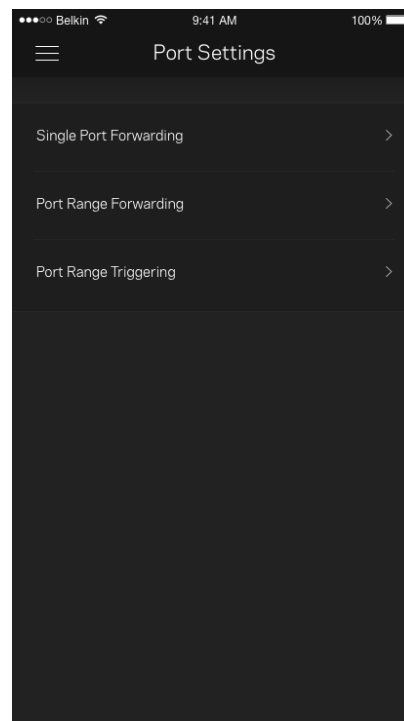 Belkin 9:41 AM 100%
Port Settings
Single Port Forwarding
Port Range Forwarding
Port Range Triggering